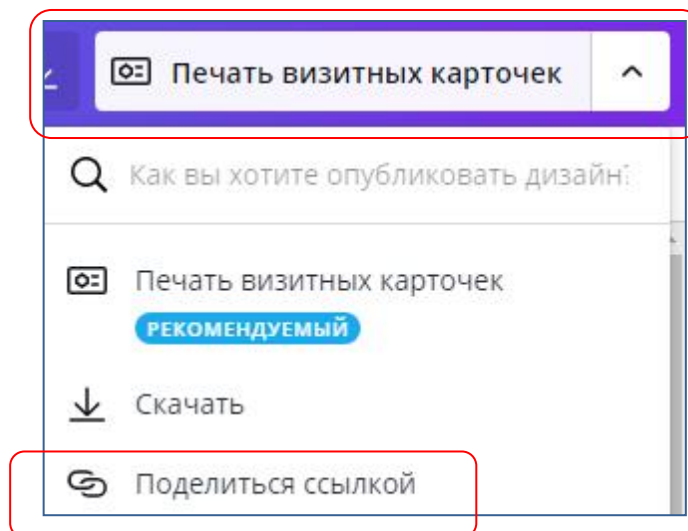 Печать визитных карточек
Как вы хотите опубликовать дизайн?
Печать визитных карточек
РЕКОМЕНДУЕМЫЙ
Скачать
Поделиться ссылкой